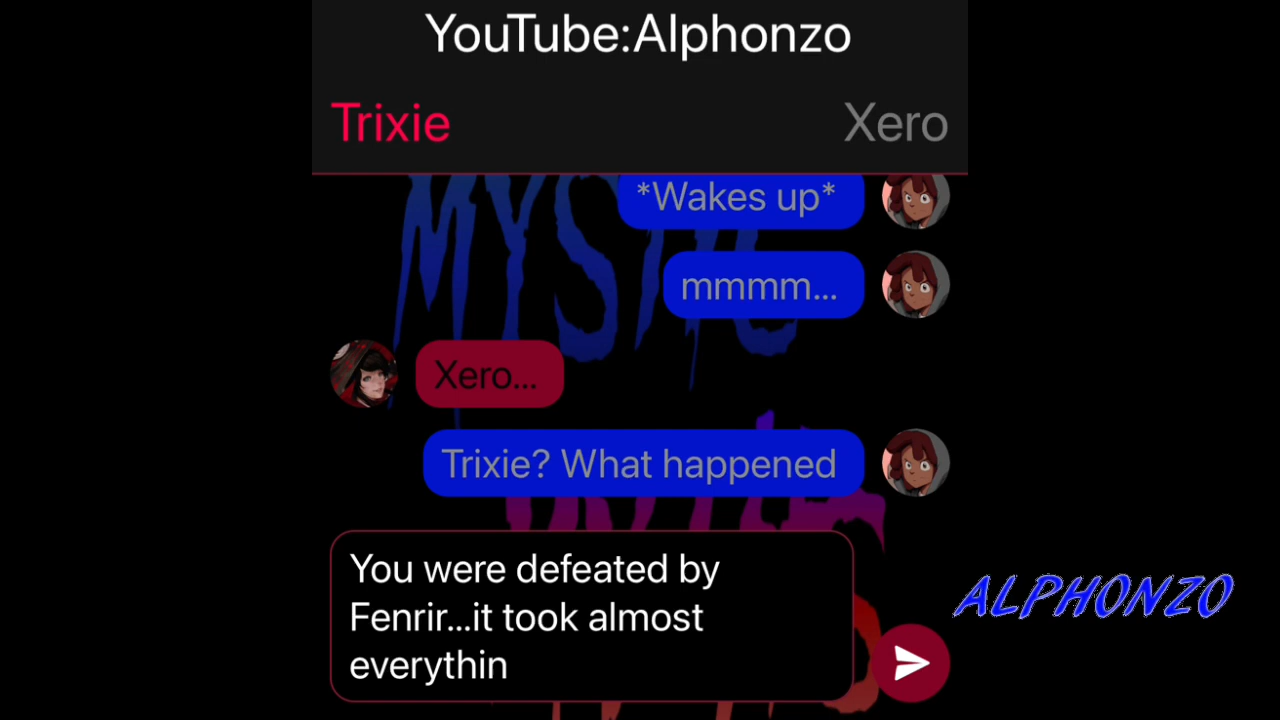 YouTube:Alphonzo
Trixie Xero
MYSTIC
*Wakes up*
mmmm...
Xero...
Trixie? What happened
You were defeated by
Fenrir...it took almost
everythin
ALPHONZO